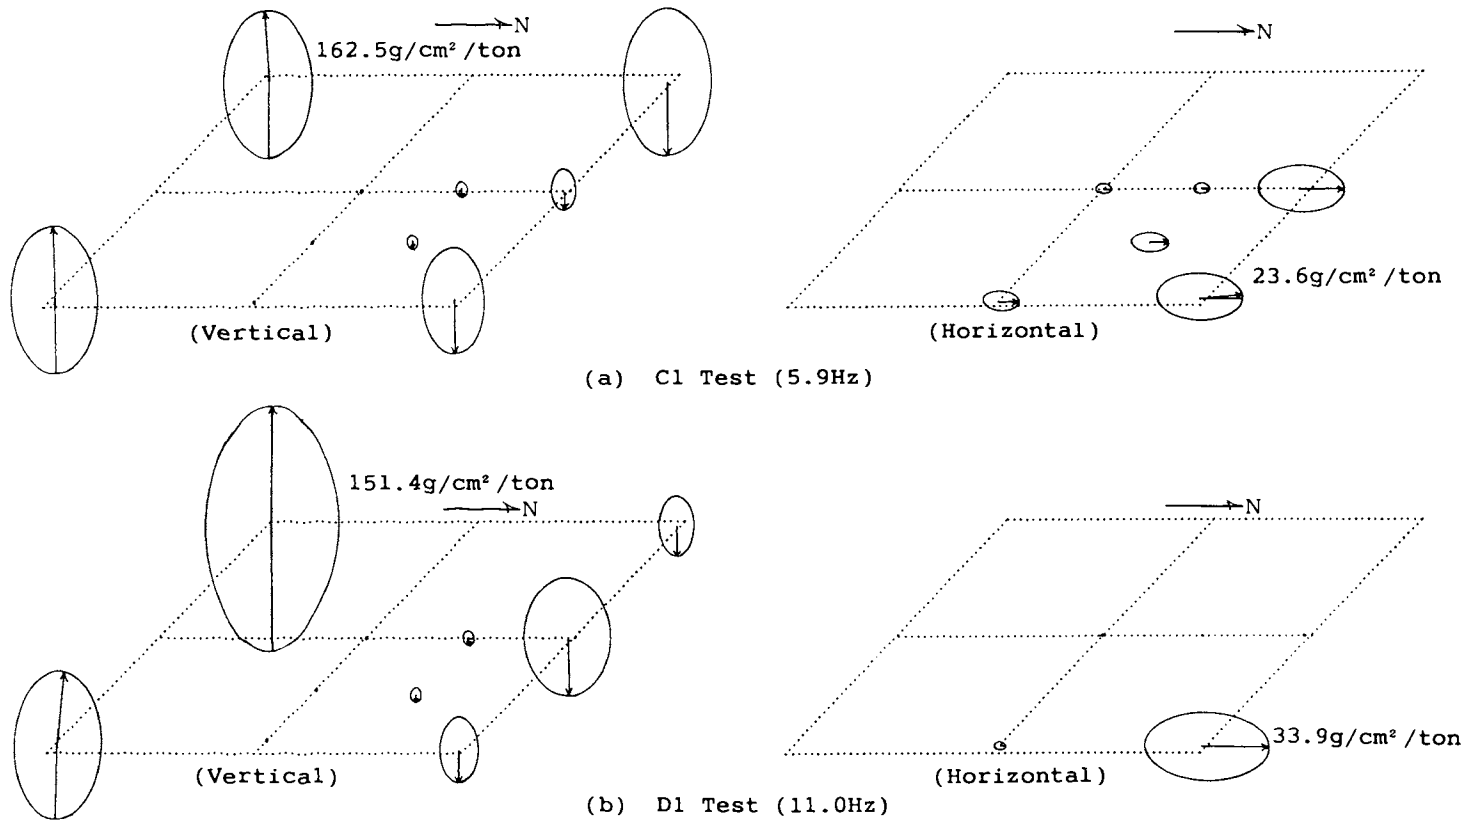 N
162.5g/cm²/ton
N
23.6g/cm²/ton
(Vertical)
(Horizontal)
(a) C1 Test (5.9Hz)
151.4g/cm²/ton
N
N
33.9g/cm²/ton
(Vertical)
(Horizontal)
(b) D1 Test (11.0Hz)